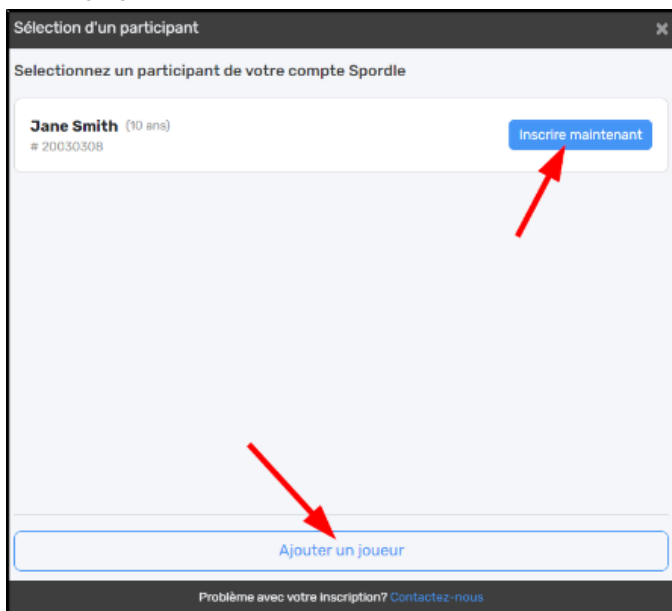 Sélection d'un participant
Selectionnez un participant de votre compte Spordle
Jane Smith (10 ans)
# 20030308
Inscrire maintenant
Ajouter un joueur
Problème avec votre inscription? Contactez-nous